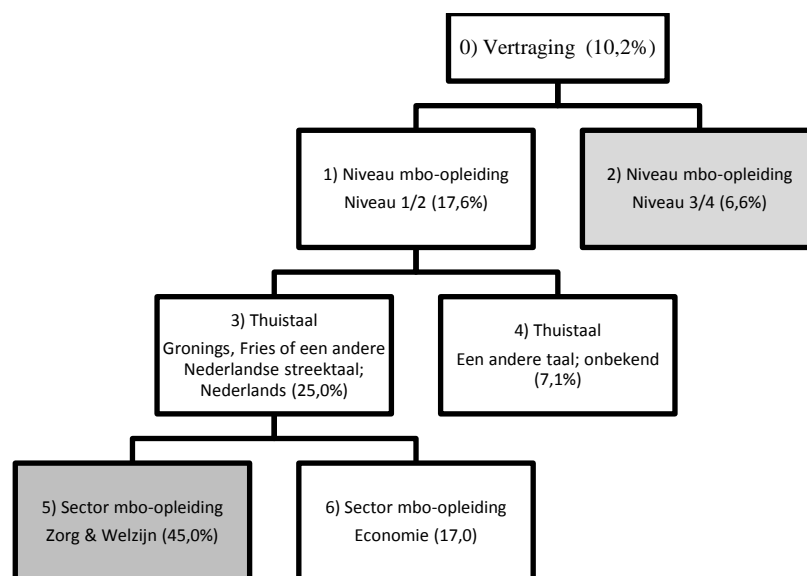 0) Vertraging (10,2%)
1) Niveau mbo-opleiding
Niveau 1/2 (17,6%)
2) Niveau mbo-opleiding
Niveau 3/4 (6,6%)
3) Thuistaal
Gronings, Fries of een andere
Nederlandse streektaal;
Nederlands (25,0%)
4) Thuistaal
Een andere taal; onbekend
(7,1%)
5) Sector mbo-opleiding
Zorg & Welzijn (45,0%)
6) Sector mbo-opleiding
Economie (17,0)